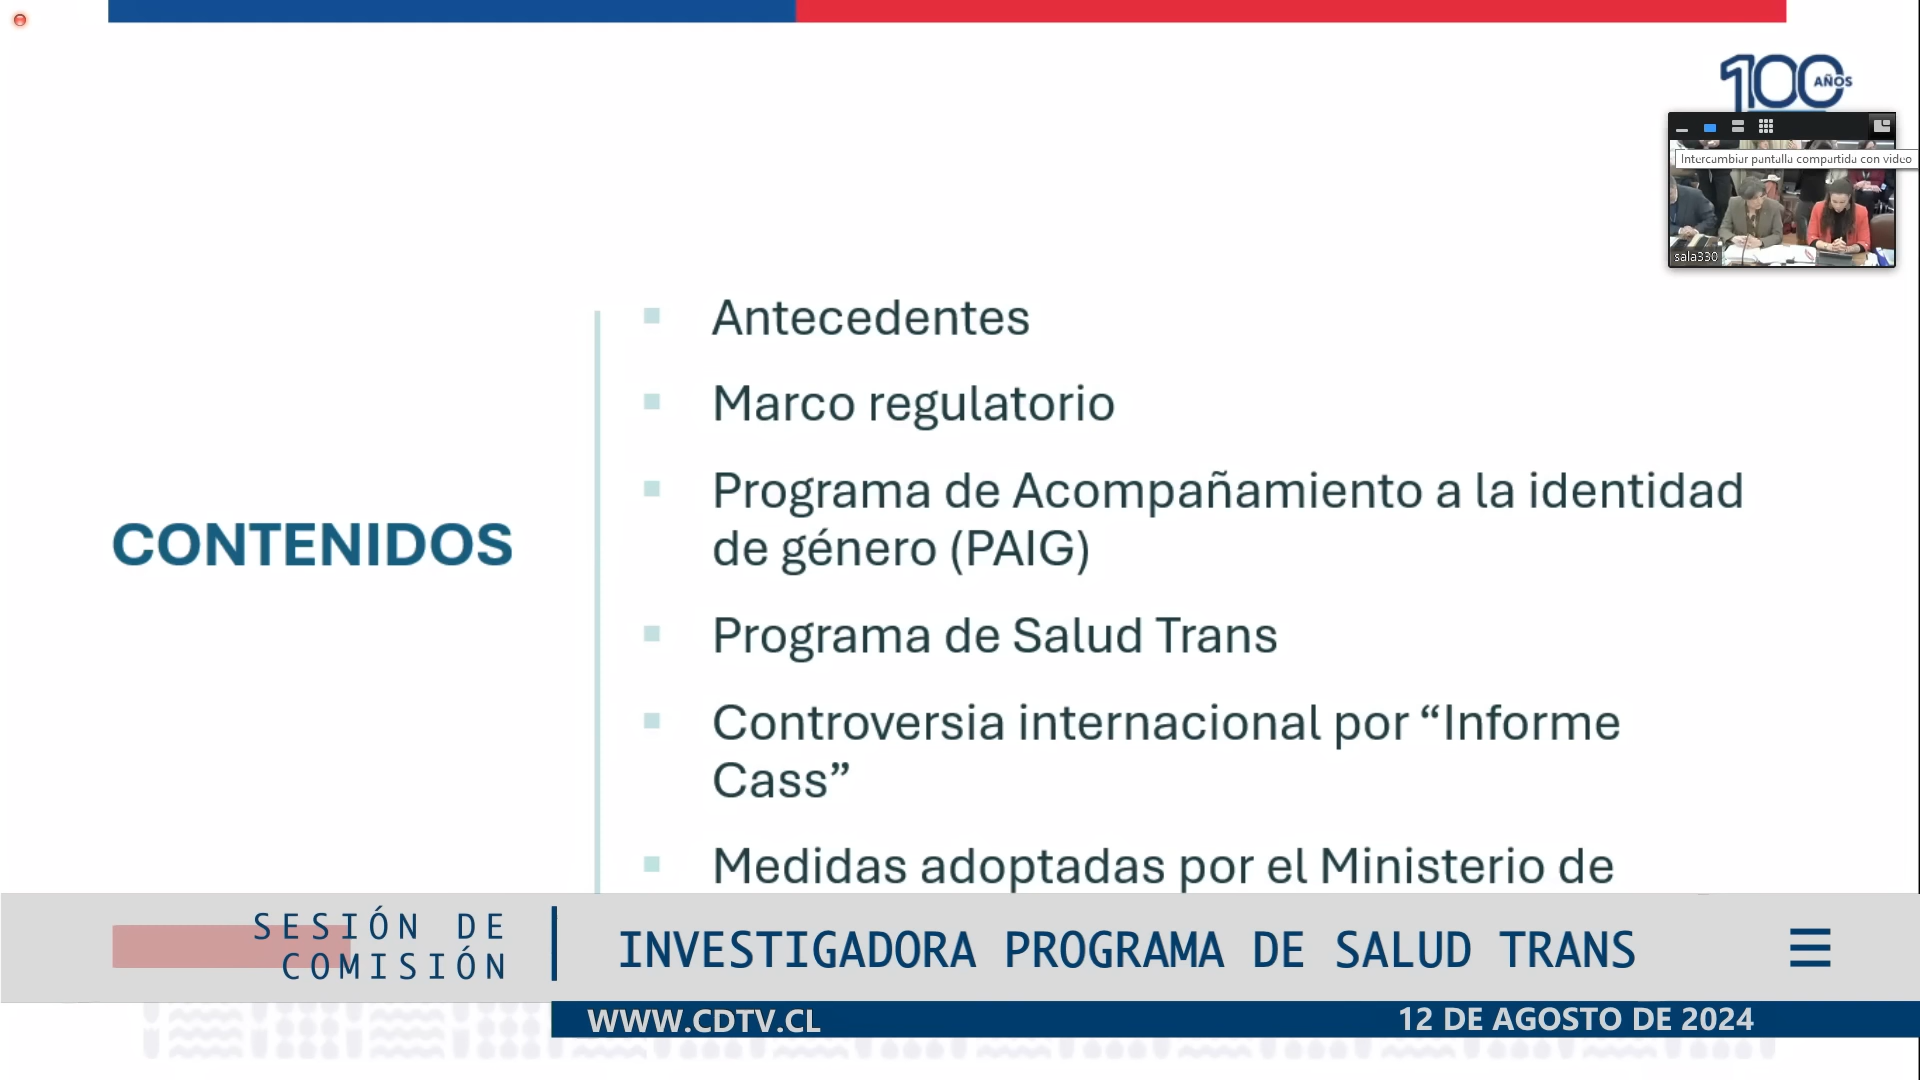 100 AÑOS
Intercambiar pantalla compartida con video
sala330
Antecedentes
Marco regulatorio
Programa de Acompañamiento a la identidad
de género (PAIG)
Programa de Salud Trans
Controversia internacional por “Informe
Cass”
CONTENIDOS
Medidas adoptadas por el Ministerio de
SESIÓN DE
COMISIÓN
INVESTIGADORA PROGRAMA DE SALUD TRANS
WWW.CDTV.CL
12 DE AGOSTO DE 2024